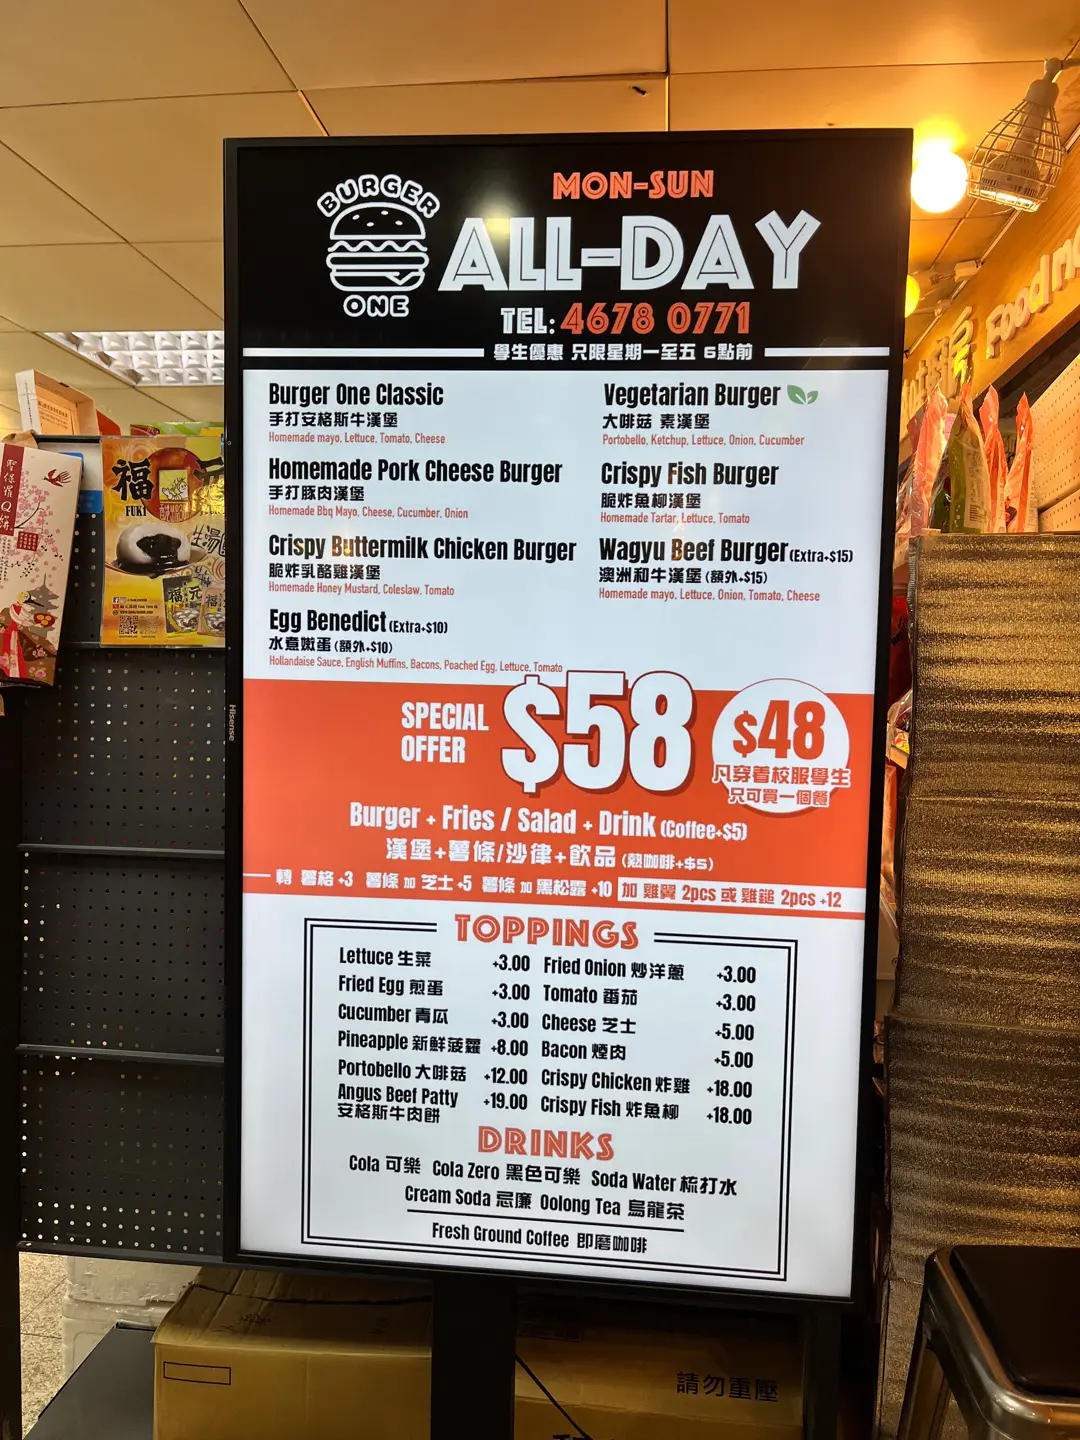 BURGER
ONE
MON-SUN
ALL-DAY
TEL: 4678 0771
學生優惠 只限星期一至五 6點前
Burger One Classic
手打安格斯牛漢堡
Homemade mayo, Lettuce, Tomato, Cheese
Homemade Pork Cheese Burger
手打豚肉漢堡
Homemade Bbq Mayo, Cheese, Cucumber, Onion
Crispy Buttermilk Chicken Burger
脆炸乳酪雞漢堡
Homemade Honey Mustard, Coleslaw, Tomato
Egg Benedict (Extra+$10)
水煮嫩蛋 (額外+$10)
Hollandaise Sauce, English Muffins, Bacons, Poached Egg, Lettuce, Tomato
Vegetarian Burger
大啡菇 素漢堡
Portobello, Ketchup, Lettuce, Onion, Cucumber
Crispy Fish Burger
脆炸魚柳漢堡
Homemade Tartar, Lettuce, Tomato
Wagyu Beef Burger (Extra+$15)
澳洲和牛漢堡 (額外+$15)
Homemade mayo, Lettuce, Onion, Tomato, Cheese
SPECIAL
OFFER
$58
$48
凡穿着校服學生
只可買一個餐
Burger + Fries / Salad + Drink (Coffee+$5)
漢堡+薯條/沙律+飲品 (熱咖啡+$5)
轉 薯格 +3 薯條 加 芝士 +5 薯條 加 黑松露 +10 加 雞翼 2pcs 或 雞鎚 2pcs +12
TOPPINGS
Lettuce 生菜 +3.00 Fried Onion 炒洋蔥 +3.00
Fried Egg 煎蛋 +3.00 Tomato 番茄 +3.00
Cucumber 青瓜 +3.00 Cheese 芝士 +5.00
Pineapple 新鮮菠蘿 +8.00 Bacon 煙肉 +5.00
Portobello 大啡菇 +12.00 Crispy Chicken 炸雞 +18.00
Angus Beef Patty +19.00 Crispy Fish 炸魚柳 +18.00
安格斯牛肉餅
DRINKS
Cola 可樂 Cola Zero 黑色可樂 Soda Water 梳打水
Cream Soda 忌廉 Oolong Tea 烏龍茶
Fresh Ground Coffee 即磨咖啡
Hisense
福元
FUKI
福元
請勿重壓
Food